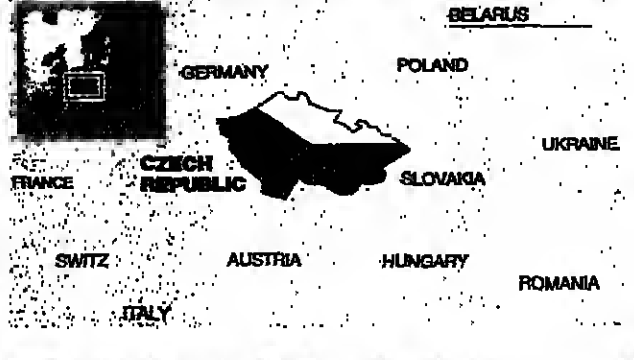 BELARUS
GERMANY
POLAND
UKRAINE
CZECH
REPUBLIC
FRANCE
SLOVAKIA
SWITZ
AUSTRIA
HUNGARY
ROMANIA
ITALY